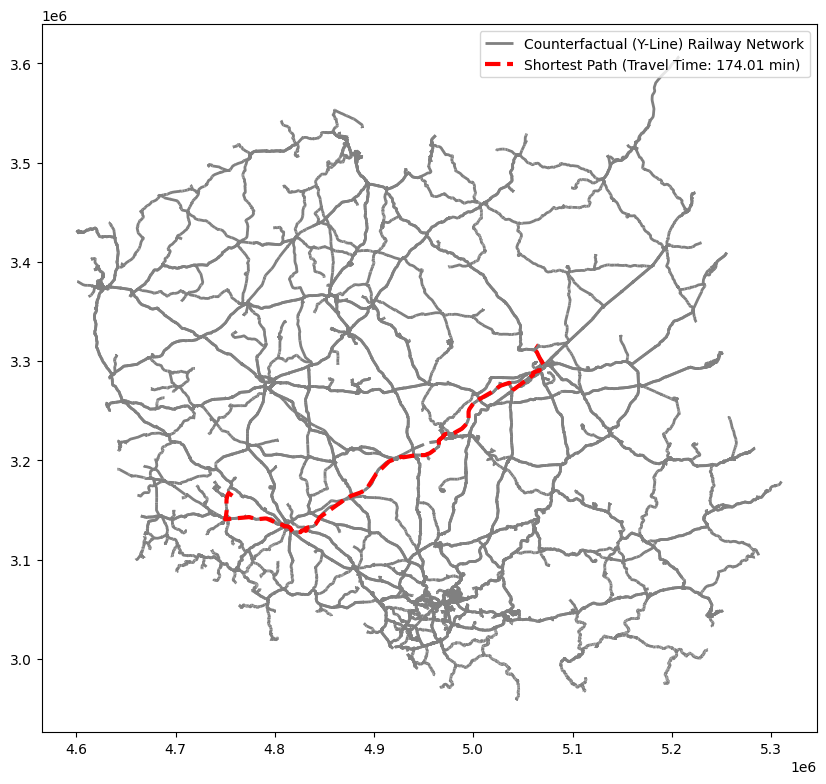 1e6
Counterfactual (Y-Line) Railway Network
Shortest Path (Travel Time: 174.01 min)
3.6
3.5
3.4
3.3
3.2
3.1
3.0
4.6 4.7 4.8 4.9 5.0 5.1 5.2 5.3
1e6